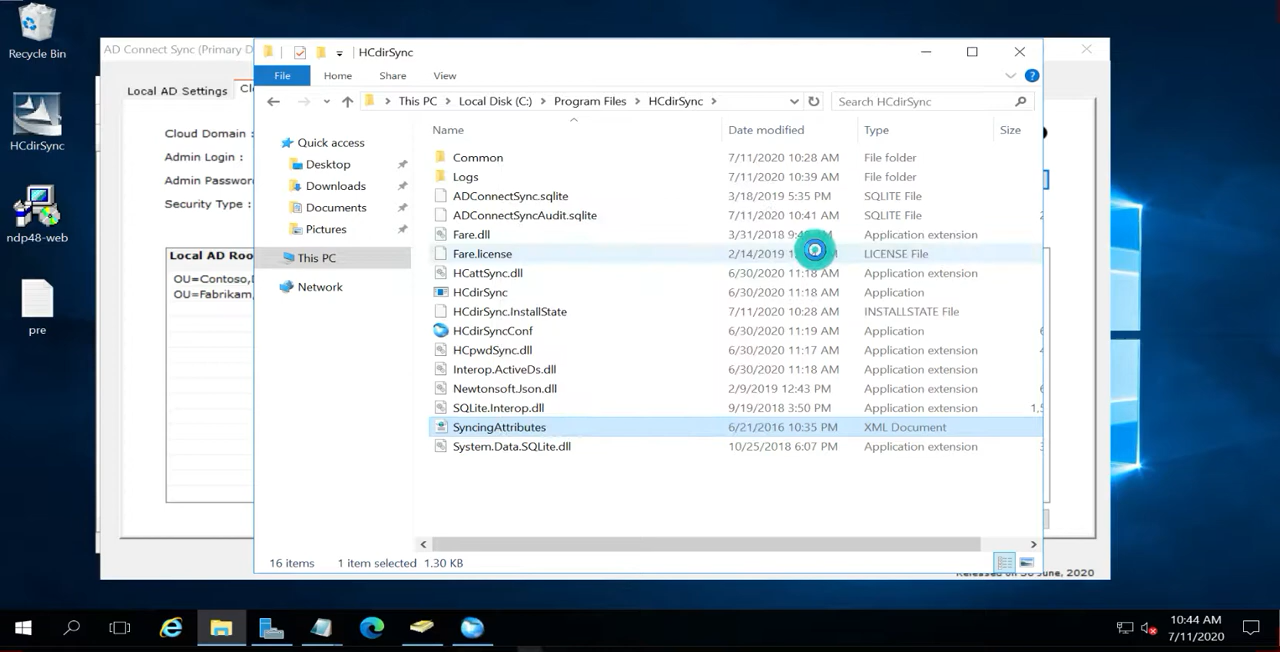 Recycle Bin
HCdirSync
ndp48-web
pre
AD Connect Sync (Primary D
Local AD Settings
Cloud Domain :
Admin Login :
Admin Password
Security Type :
Local AD Roo
OU=Contoso,
OU=Fabrikam,
Released on 30 June, 2020
HCdirSync
File Home Share View
This PC Local Disk (C:) Program Files HCdirSync
Search HCdirSync
Quick access
Desktop
Downloads
Documents
Pictures
This PC
Network
Name Date modified Type Size
Common 7/11/2020 10:28 AM File folder
Logs 7/11/2020 10:39 AM File folder
ADConnectSync.sqlite 3/18/2019 5:35 PM SQLITE File
ADConnectSyncAudit.sqlite 7/11/2020 10:41 AM SQLITE File
Fare.dll 3/31/2018 Application extension
Fare.license 2/14/2019 LICENSE File
HCattSync.dll 6/30/2020 11:18 AM Application extension
HCdirSync 6/30/2020 11:18 AM Application
HCdirSync.InstallState 7/11/2020 10:28 AM INSTALLSTATE File
HCdirSyncConf 6/30/2020 11:19 AM Application
HCpwdSync.dll 6/30/2020 11:17 AM Application extension
Interop.ActiveDs.dll 6/30/2020 11:18 AM Application extension
Newtonsoft.Json.dll 2/9/2019 12:43 PM Application extension
SQLite.Interop.dll 9/19/2018 3:50 PM Application extension 1,5
SyncingAttributes 6/21/2016 10:35 PM XML Document
System.Data.SQLite.dll 10/25/2018 6:07 PM Application extension
16 items 1 item selected 1.30 KB
10:44 AM
7/11/2020